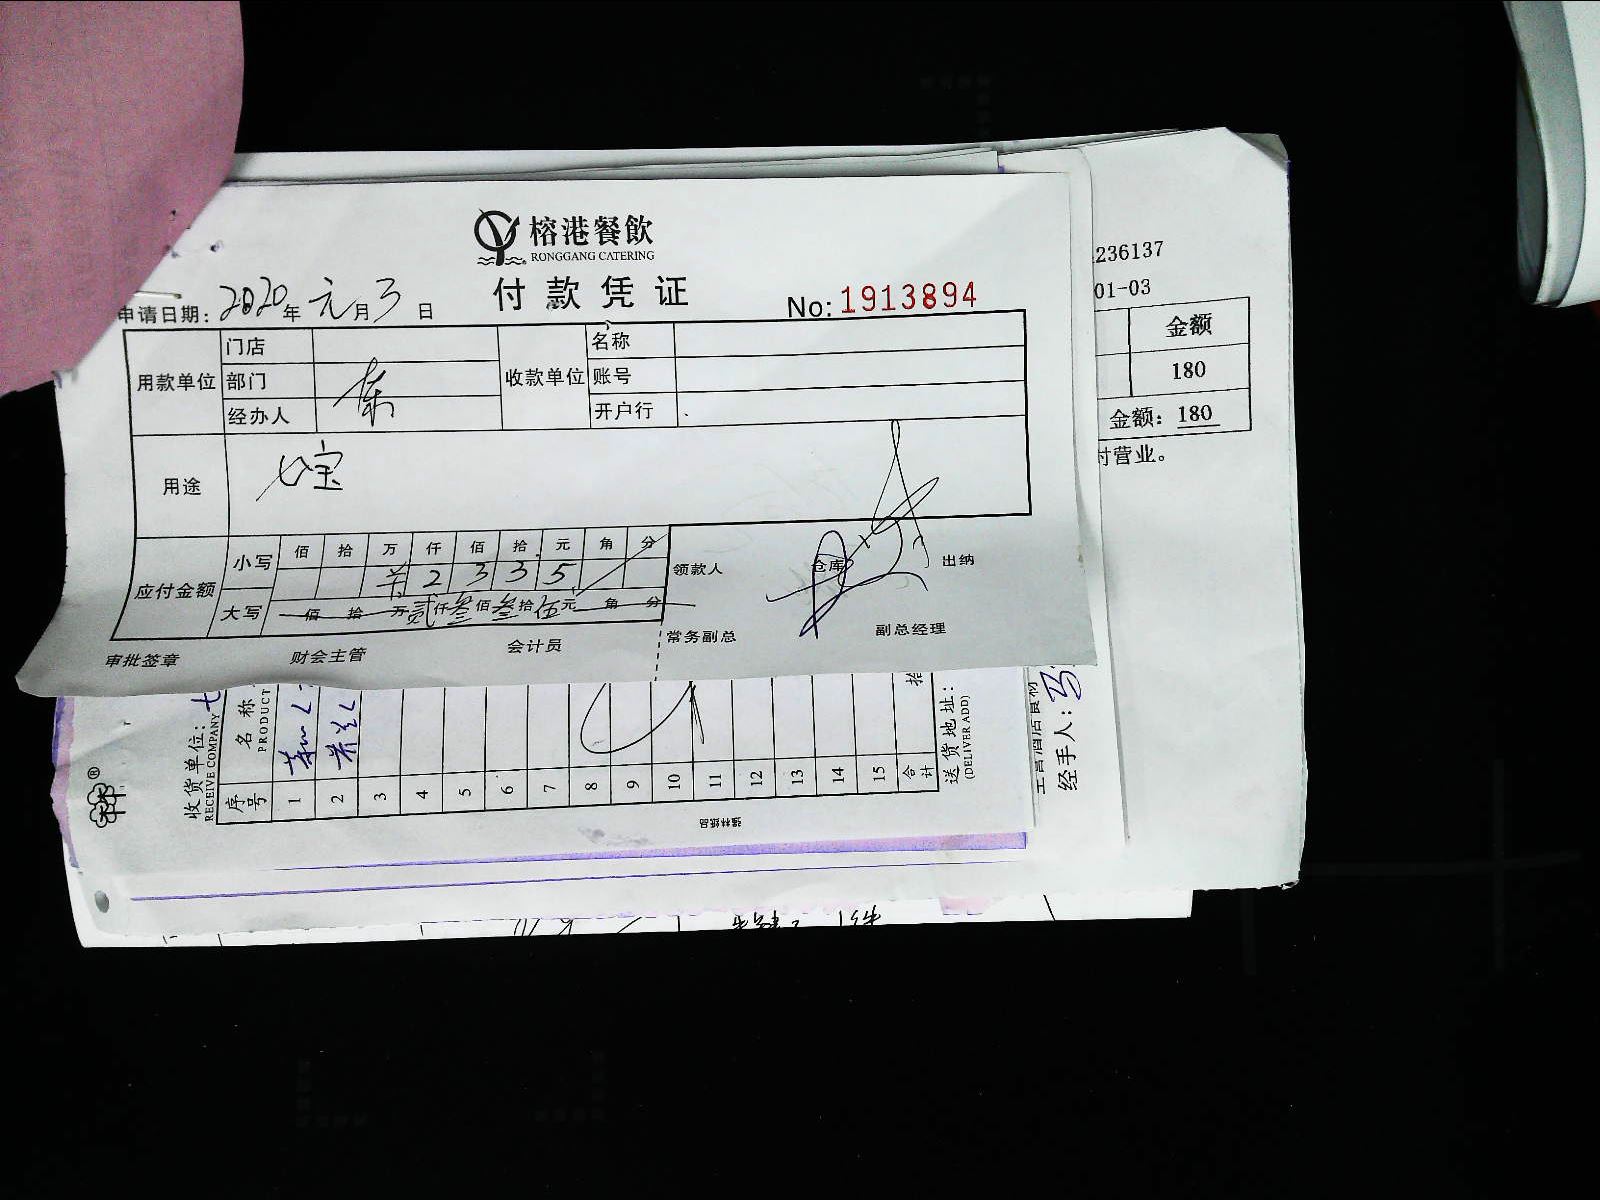 榕港餐飲
RONGGANG CATERING
付款凭证
No: 1913894
申请日期: 2020 年 元 月 3 日
用款单位
门店
部门
经办人
收款单位
名称
账号
开户行
用途
七宝
应付金额
小写 佰 拾 万 仟 佰 拾 元 角 分
2 3 3 5
大写 佰 拾 万 贰 仟 叁 佰 叁 拾 伍 元 角 分
领款人
仓库
出纳
审批签章
财会主管
会计员
常务副总
副总经理
236137
01-03
金额
180
金额: 180
时营业。
收货单位: 七
RECEIVE COMPANY
序号
名称
PRODUCT
1
2
3
4
5
6
7
8
9
10
11
12
13
14
15
合计
拾
送货地址:
(DELIVER ADD)
经手人: